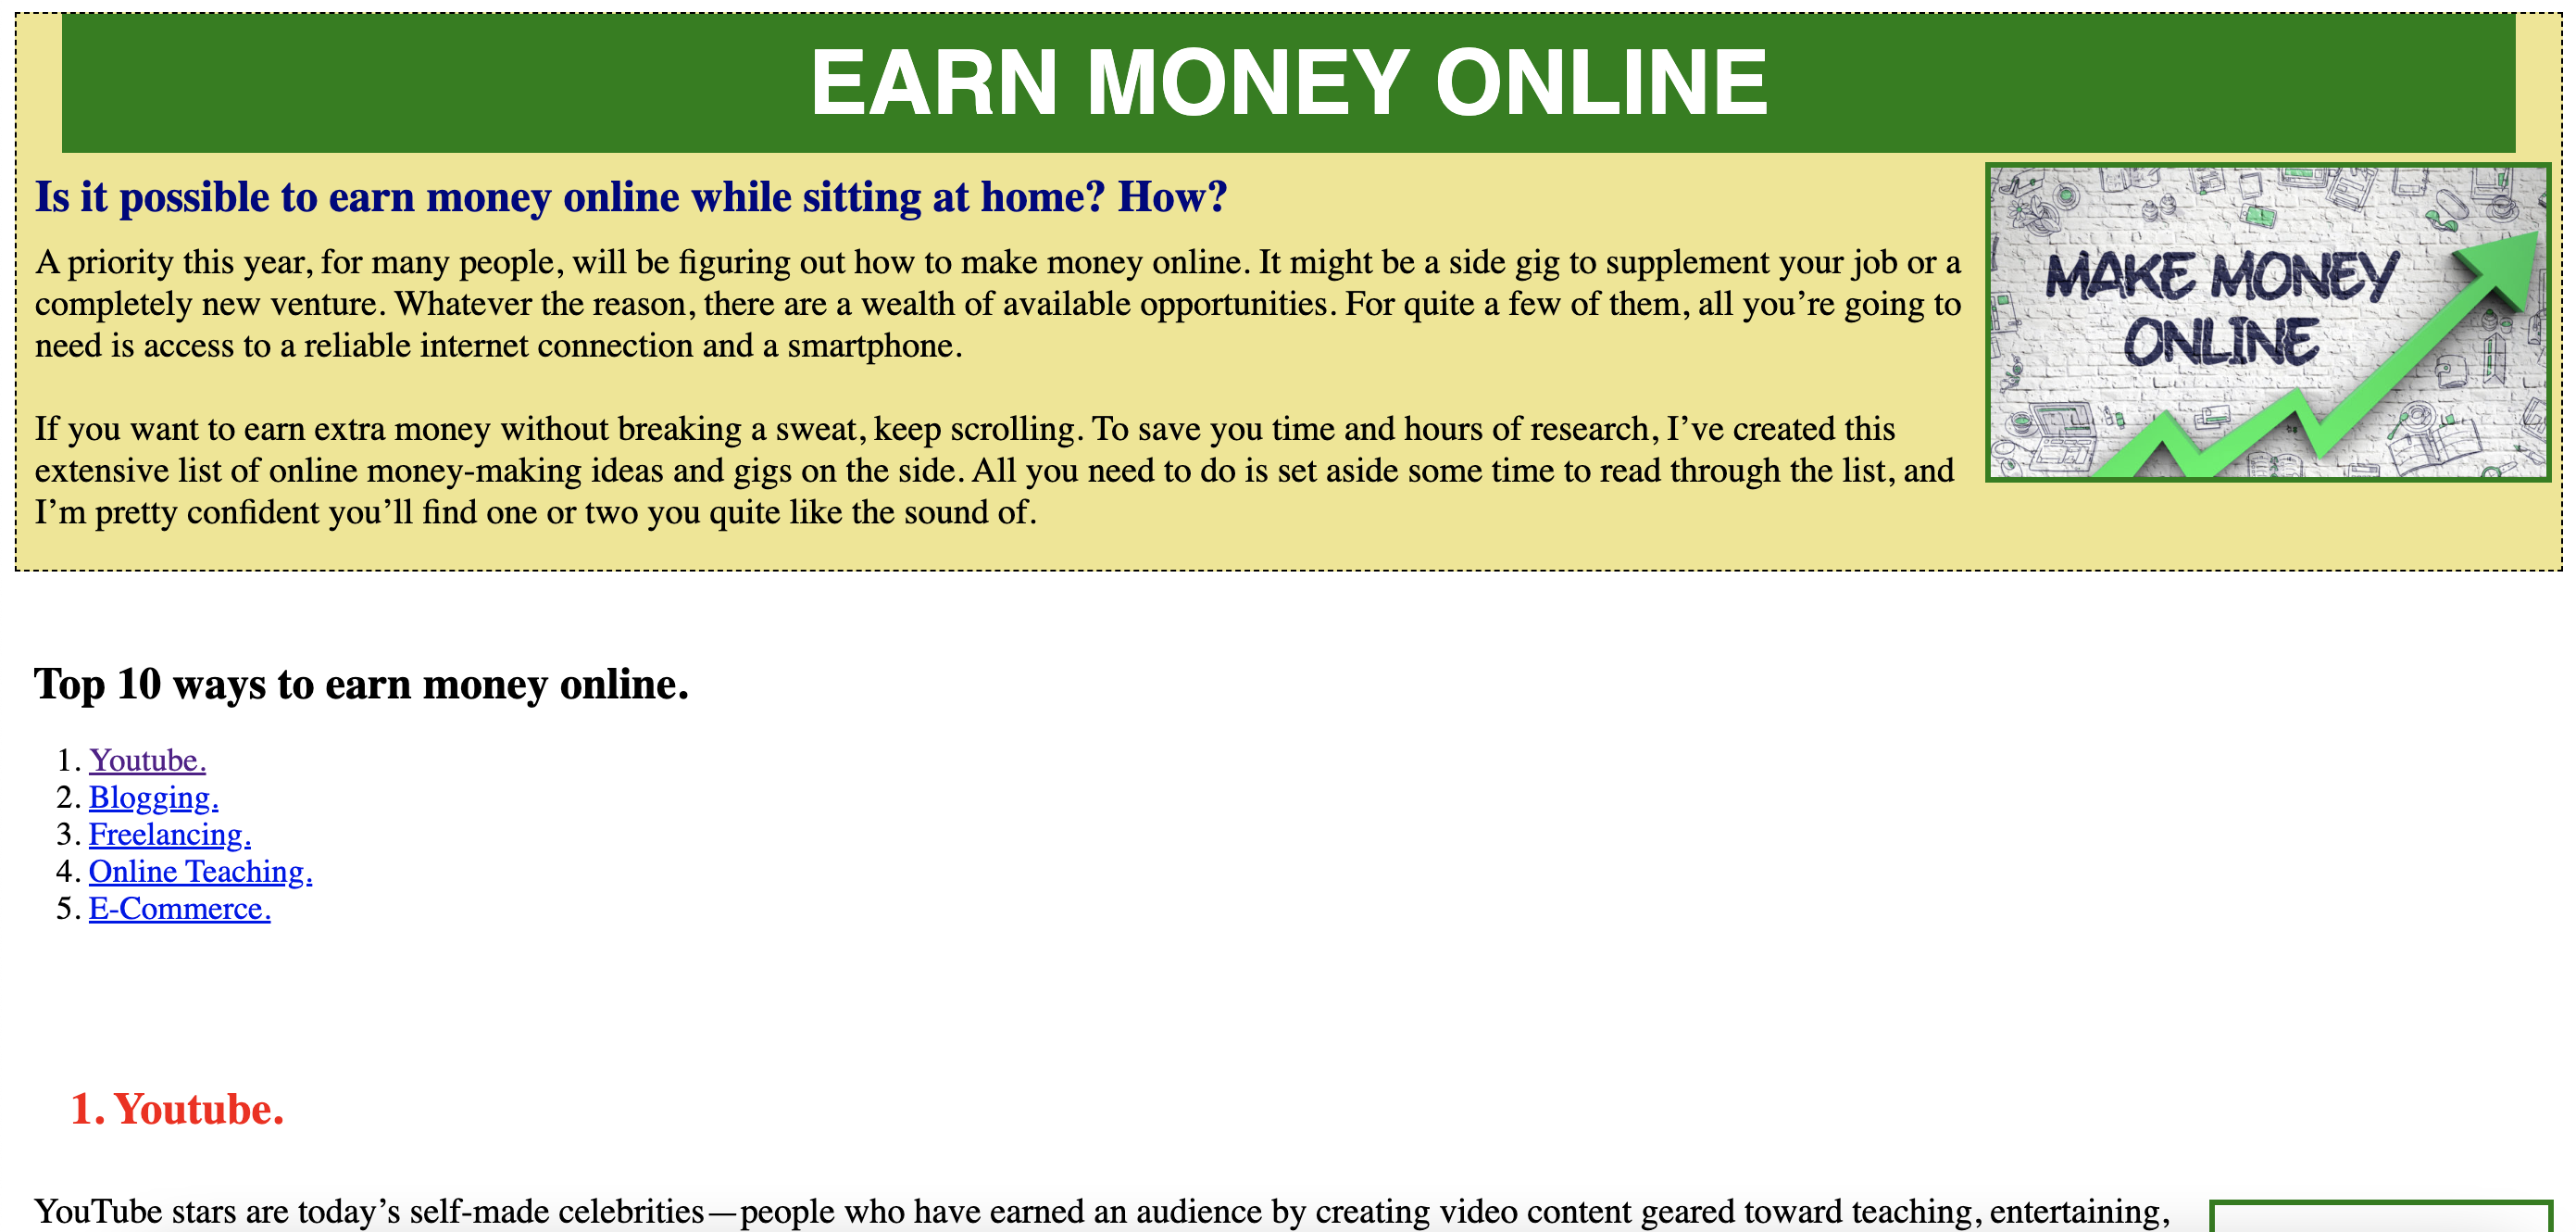 EARN MONEY ONLINE
Is it possible to earn money online while sitting at home? How?
A priority this year, for many people, will be figuring out how to make money online. It might be a side gig to supplement your job or a
completely new venture. Whatever the reason, there are a wealth of available opportunities. For quite a few of them, all you’re going to
need is access to a reliable internet connection and a smartphone.
If you want to earn extra money without breaking a sweat, keep scrolling. To save you time and hours of research, I’ve created this
extensive list of online money-making ideas and gigs on the side. All you need to do is set aside some time to read through the list, and
I’m pretty confident you’ll find one or two you quite like the sound of.
MAKE MONEY
ONLINE
Top 10 ways to earn money online.
1. Youtube.
2. Blogging.
3. Freelancing.
4. Online Teaching.
5. E-Commerce.
1. Youtube.
YouTube stars are today’s self-made celebrities—people who have earned an audience by creating video content geared toward teaching, entertaining,